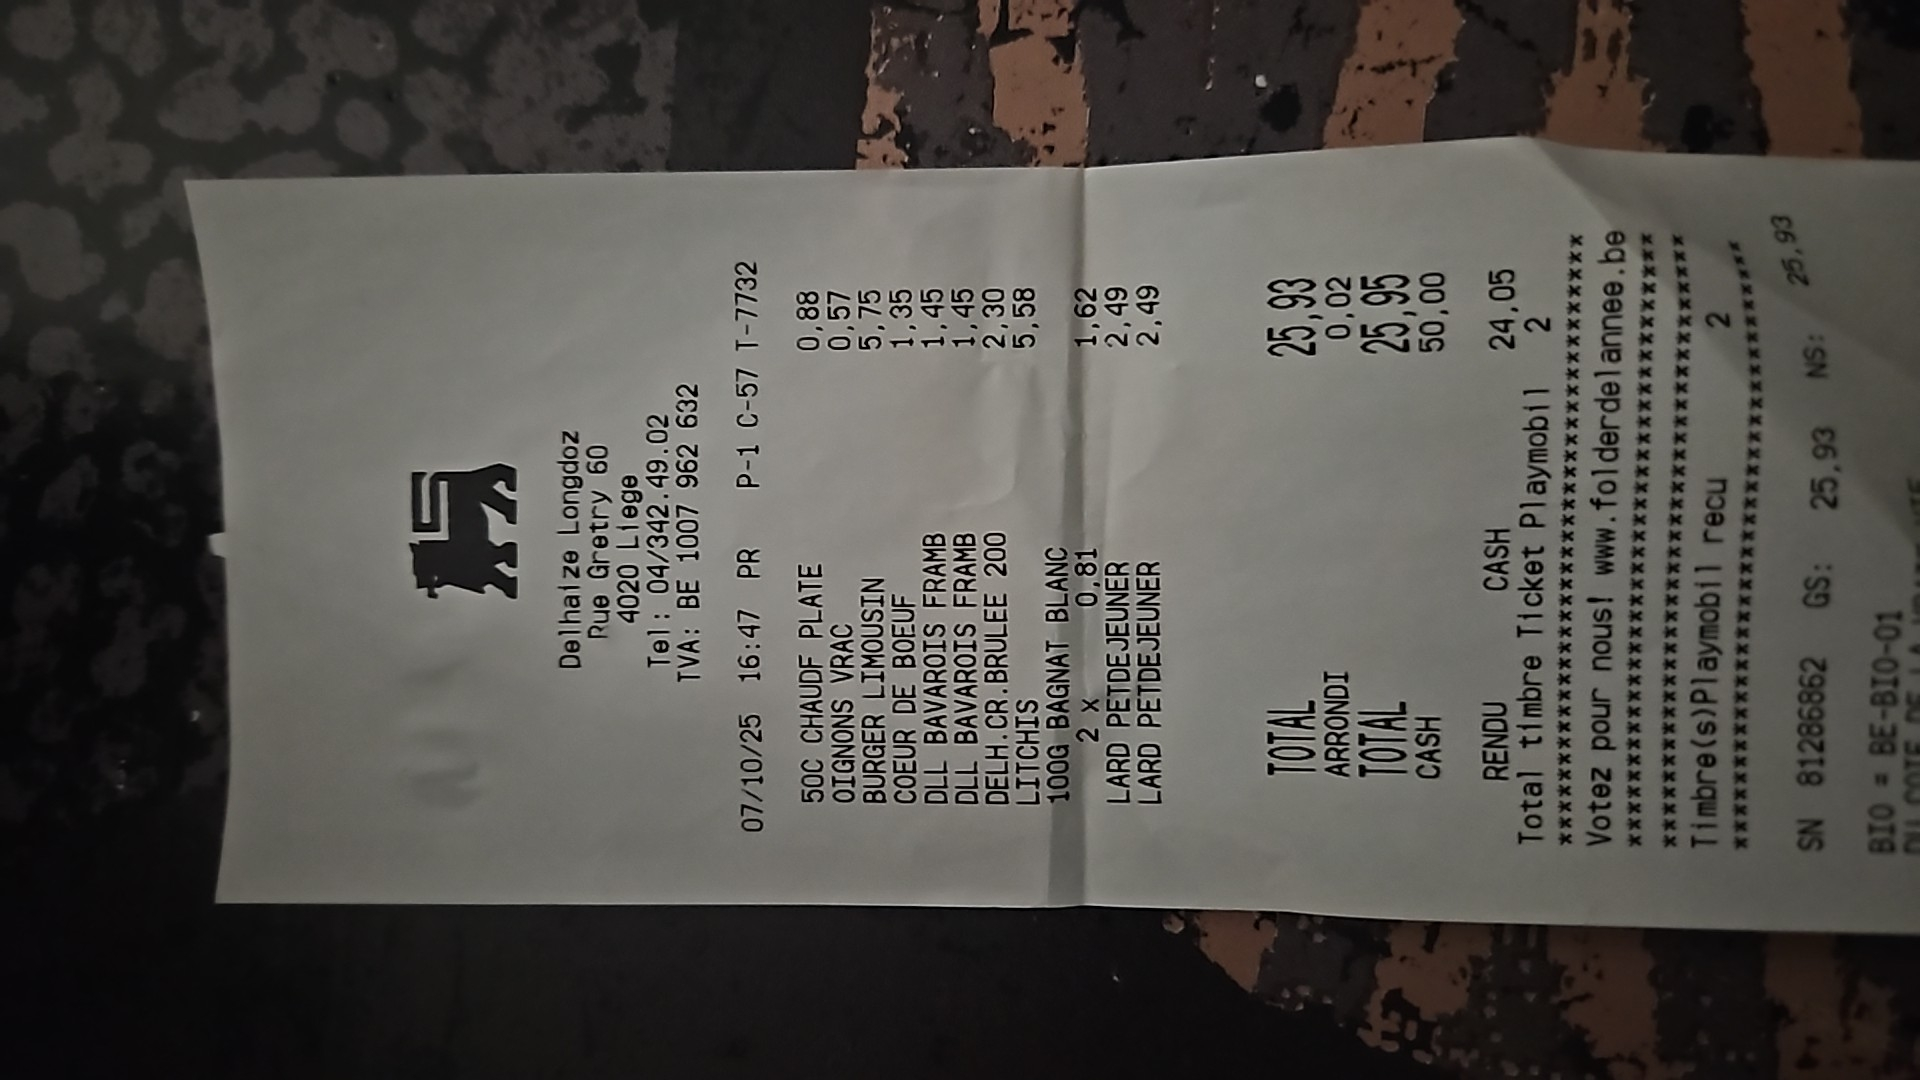 Delhaize Longdoz
Rue Gretry 60
4020 Liege
Tel: 04/342.49.02
TVA: BE 1007 962 632
07/10/25 16:47 PR P-1 C-57 T-7732
50C CHAUDF PLATE 0,88
OIGNONS VRAC 0,57
BURGER LIMOUSIN 5,75
COEUR DE BOEUF 1,35
DLL BAVAROIS FRAMB 1,45
DLL BAVAROIS FRAMB 1,45
DELH.CR.BRULEE 200 2,30
LITCHIS 5,58
100G BAGNAT BLANC
2 x 0,81 1,62
LARD PETDEJEUNER 2,49
LARD PETDEJEUNER 2,49
TOTAL 25,93
ARRONDI 0,02
TOTAL 25,95
CASH 50,00
RENDU CASH 24,05
Total timbre Ticket Playmobil 2
*****************************************
Votez pour nous! www.folderdelannee.be
*****************************************
*****************************************
Timbre(s)Playmobil recu 2
*****************************************
SN 81286862 GS: 25,93 NS: 25,93
BIO = BE-BIO-01